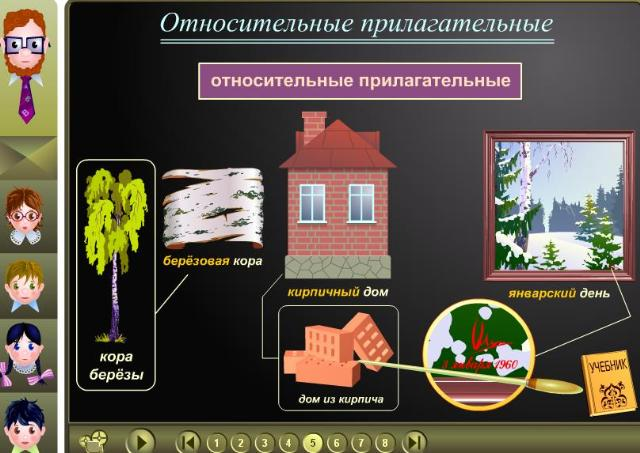 Относительные прилагательные
относительные прилагательные
берёзовая кора
кирпичный дом
январский день
кора
берёзы
дом из кирпича
января 1960
УЧЕБНИК
1 2 3 4 5 6 7 8